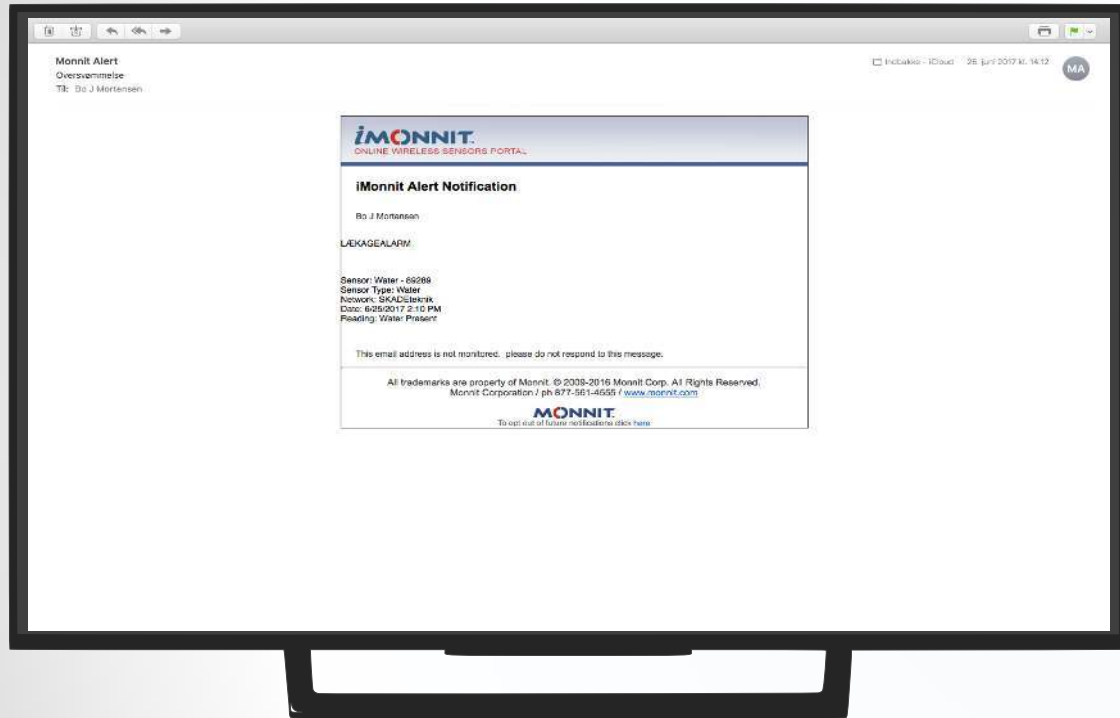 Monnit Alert
Oversvømmelse
Til: Bo J Mortensen
Indbakke - iCloud 26. juni 2017 kl. 14.12
MA
iMONNIT
ONLINE WIRELESS SENSORS PORTAL
iMonnit Alert Notification
Bo J Mortensen
LÆKAGEALARM
Sensor: Water - 69289
Sensor Type: Water
Network: SKADEteknik
Date: 6/25/2017 2:10 PM
Reading: Water Present
This email address is not monitored. please do not respond to this message.
All trademarks are property of Monnit. © 2009-2016 Monnit Corp. All Rights Reserved.
Monnit Corporation / ph 877-561-4555 / www.monnit.com
MONNIT
To opt out of future notifications click here